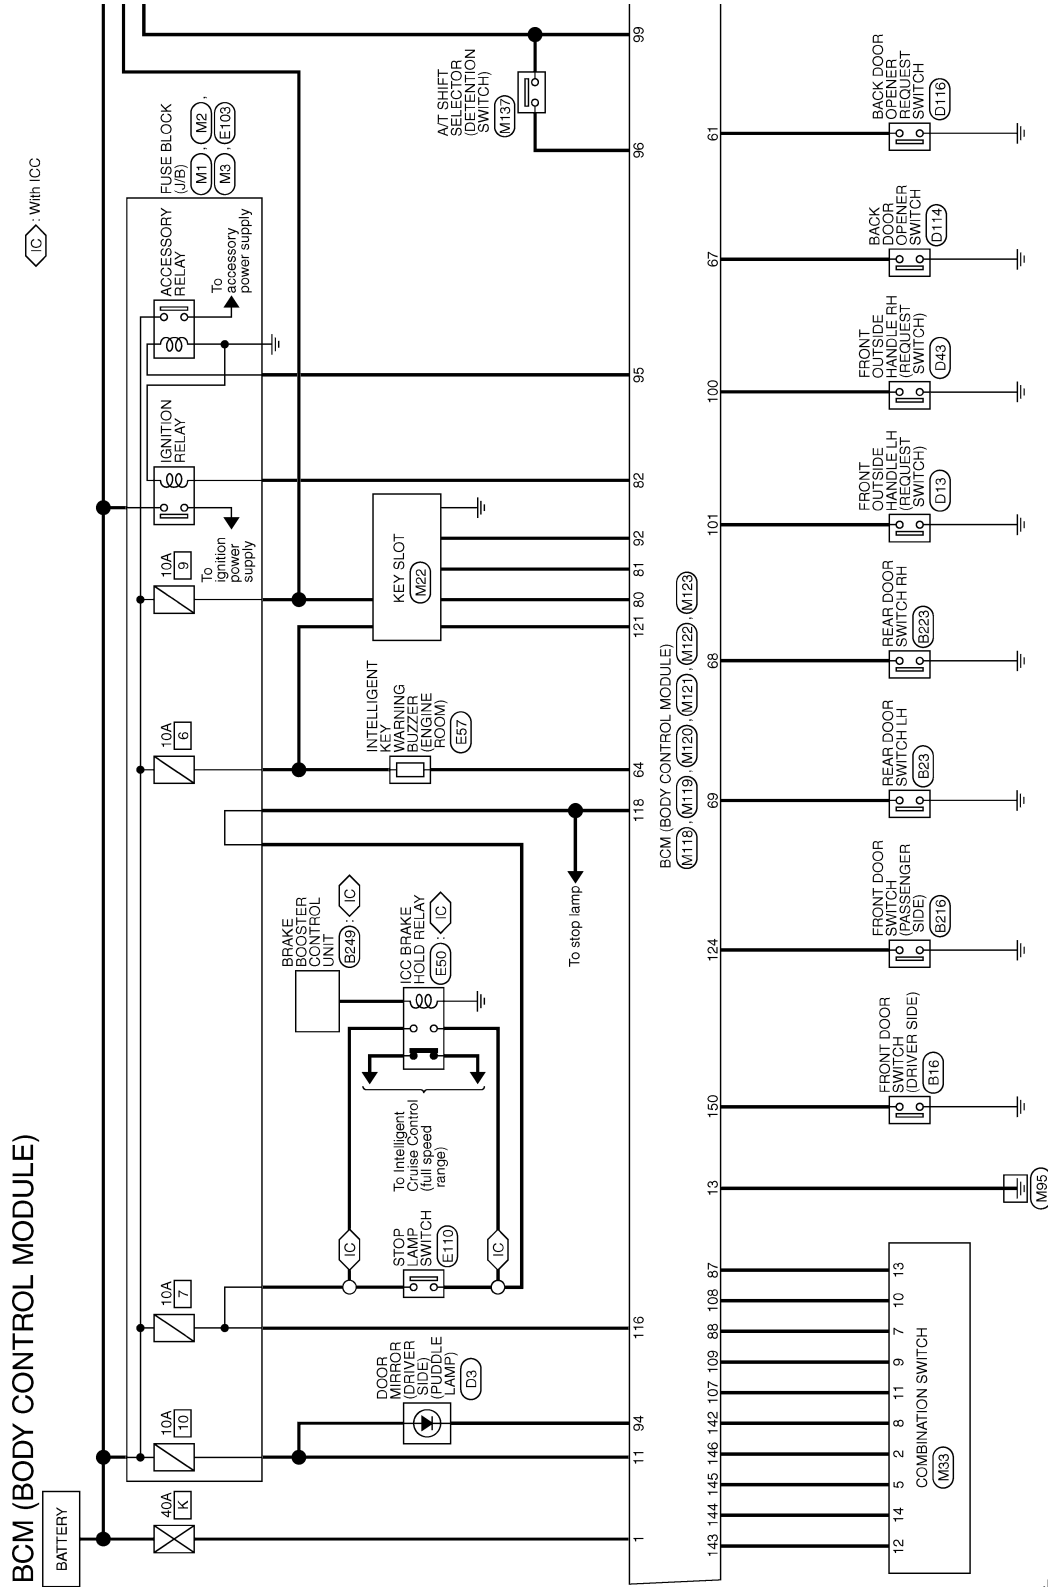 BCM (BODY CONTROL MODULE)
IC : With ICC
BATTERY
40A
K
10A
10
10A
7
10A
6
10A
9
IGNITION
RELAY
ACCESSORY
RELAY
FUSE BLOCK
(J/B)
M1 , M2 ,
M3 , E103
To
ignition
power
supply
To
accessory
power supply
DOOR
MIRROR
(DRIVER
SIDE)
(PUDDLE
LAMP)
D3
STOP
LAMP
SWITCH
E110
IC
IC
To Intelligent
Cruise Control
(full speed
range)
BRAKE
BOOSTER
CONTROL
UNIT
B249 : IC
ICC BRAKE
HOLD RELAY
E50 : IC
To stop lamp
INTELLIGENT
KEY
WARNING
BUZZER
(ENGINE
ROOM)
E57
KEY SLOT
M22
A/T SHIFT
SELECTOR
(DETENTION
SWITCH)
M137
1
11
94
116
118
64
121
80
81
92
82
95
96
99
BCM (BODY CONTROL MODULE)
M118 , M119 , M120 , M121 , M122 , M123
143
144
145
146
142
107
109
88
108
87
13
150
124
69
68
101
100
67
61
12
14
5
2
8
11
9
7
10
13
COMBINATION SWITCH
M33
M95
FRONT DOOR
SWITCH
(DRIVER SIDE)
B16
FRONT DOOR
SWITCH
(PASSENGER
SIDE)
B216
REAR DOOR
SWITCH LH
B23
REAR DOOR
SWITCH RH
B223
FRONT
OUTSIDE
HANDLE LH
(REQUEST
SWITCH)
D13
FRONT
OUTSIDE
HANDLE RH
(REQUEST
SWITCH)
D43
BACK
DOOR
OPENER
SWITCH
D114
BACK DOOR
OPENER
REQUEST
SWITCH
D116